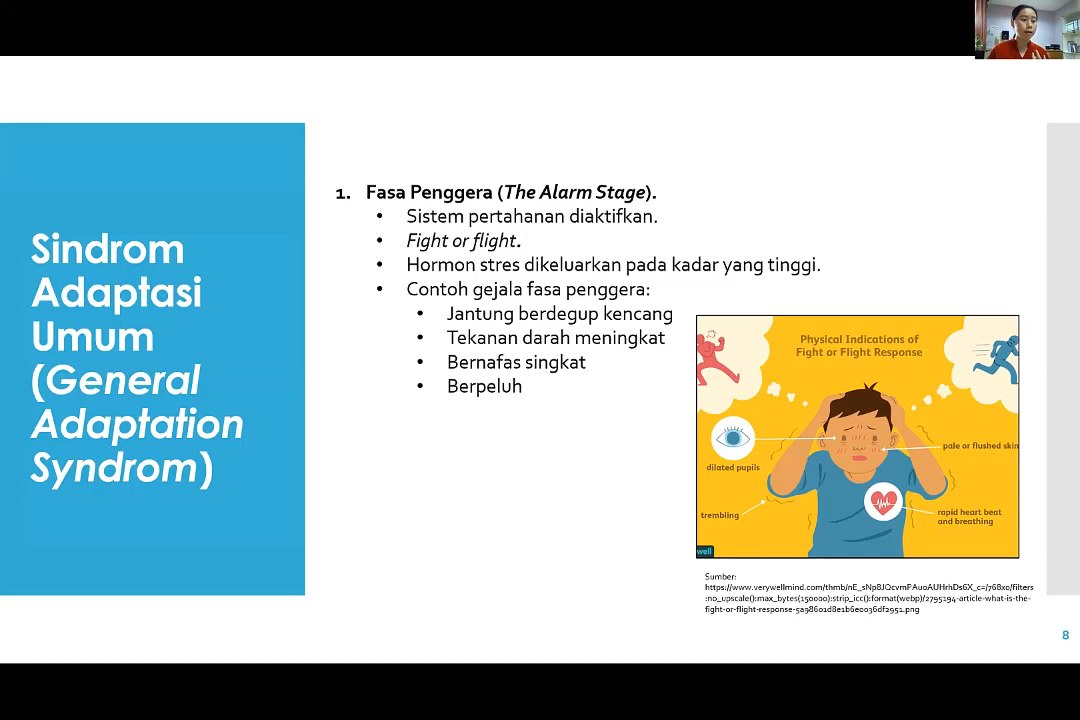 Sindrom
Adaptasi
Umum
(General
Adaptation
Syndrom)
1. Fasa Penggera (The Alarm Stage).
• Sistem pertahanan diaktifkan.
• Fight or flight.
• Hormon stres dikeluarkan pada kadar yang tinggi.
• Contoh gejala fasa penggera:
• Jantung berdegup kencang
• Tekanan darah meningkat
• Bernafas singkat
• Berpeluh
Physical Indications of
Fight or Flight Response
dilated pupils
pale or flushed skin
trembling
rapid heart beat
and breathing
well
Sumber:
https://www.verywellmind.com/thmb/nE_sNp8JQcvmPAuoAUHrhDs6X_c=/768x0/filters
:no_upscale():max_bytes(150000):strip_icc():format(webp)/2795194-article-what-is-the-
fight-or-flight-response-5a98601d8e1b6e0036df2951.png
8